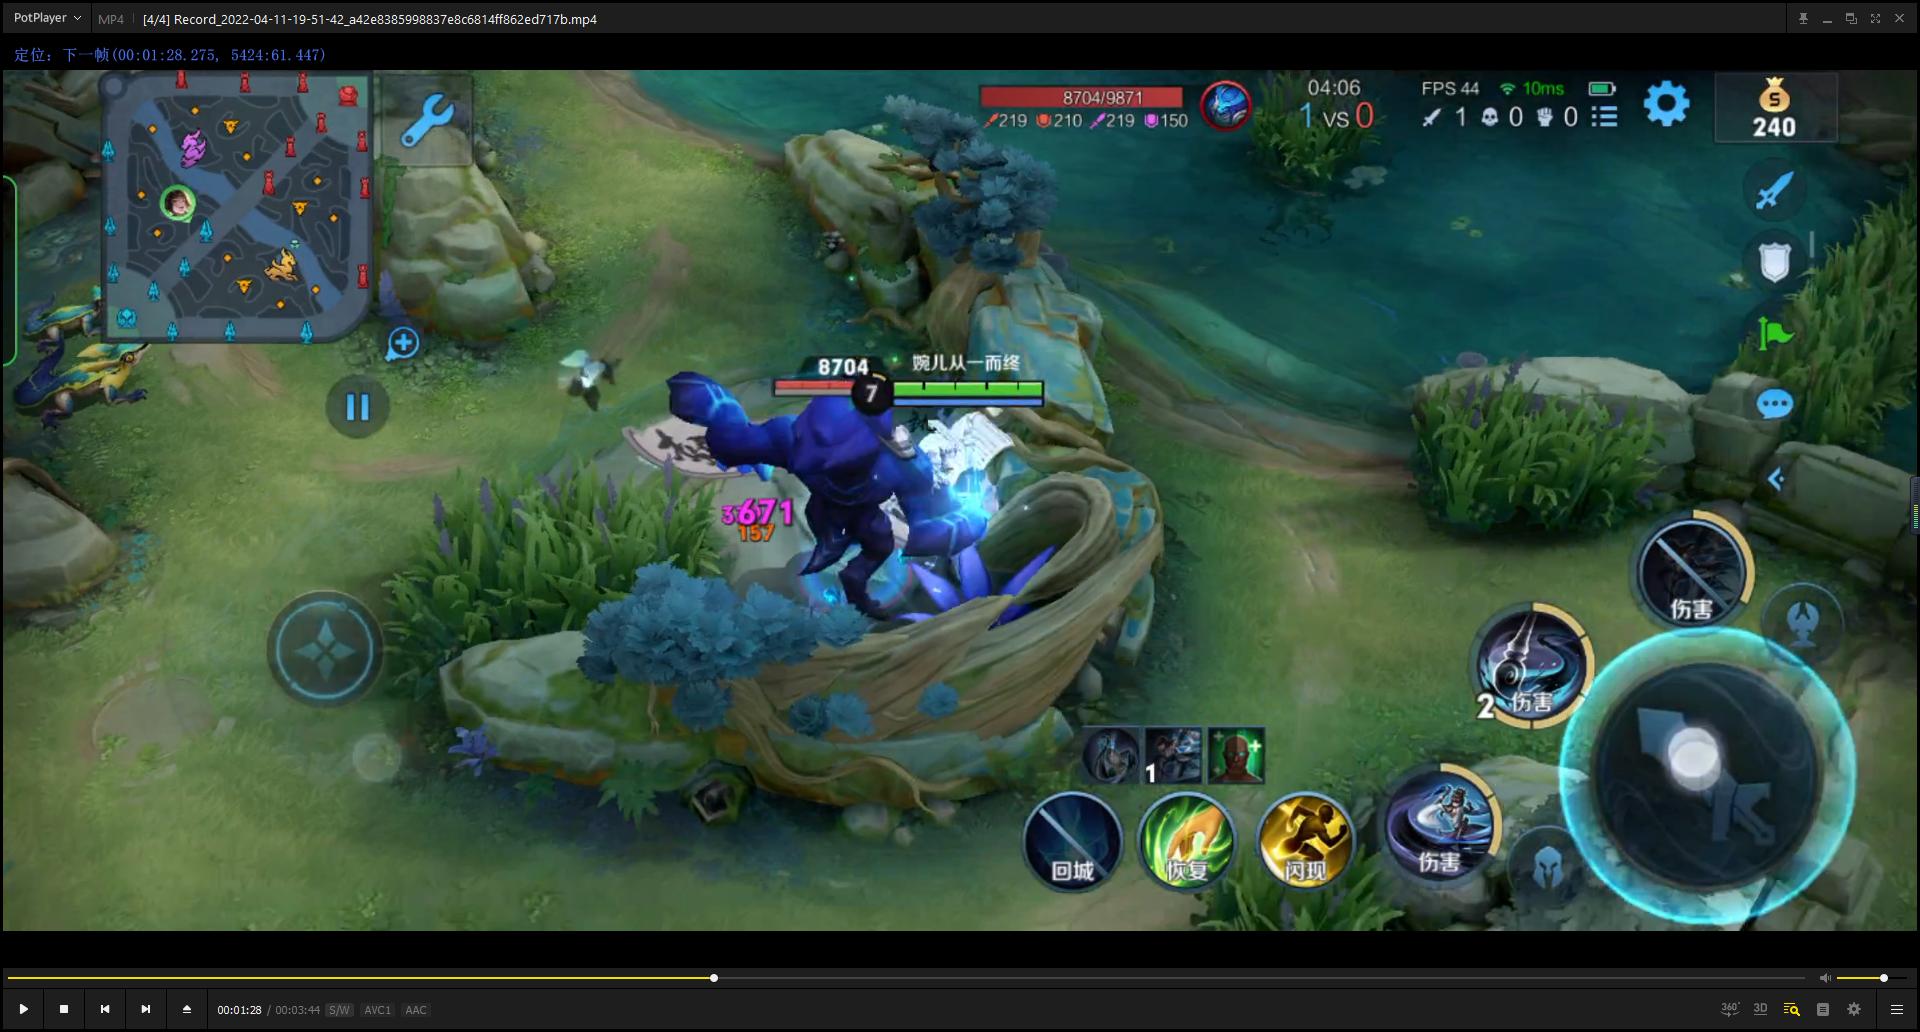 PotPlayer
MP4
[4/4] Record_2022-04-11-19-51-42_a42e8385998837e8c6814ff862ed717b.mp4
定位: 下一帧(00:01:28.275, 5424:61.447)
8704/9871
219 210 219 150
04:06
1 VS 0
FPS 44
10ms
1 0 0
240
8704
婉儿从一而终
7
671
157
伤害
2
伤害
1
伤害
回城
恢复
闪现
00:01:28 / 00:03:44 S/W AVC1 AAC
360°
3D